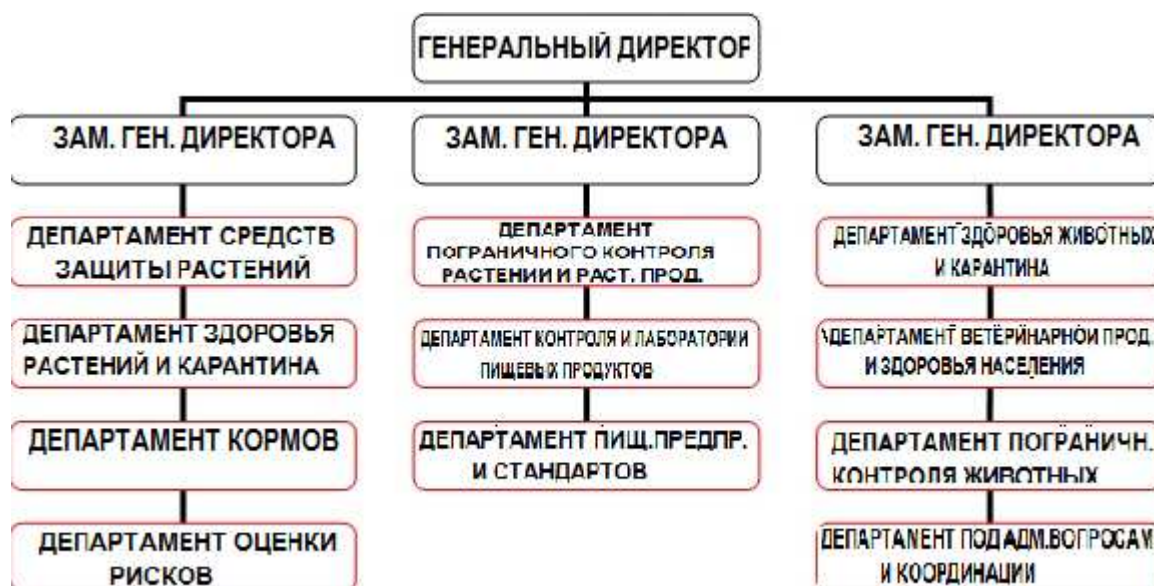 ГЕНЕРАЛЬНЫЙ ДИРЕКТОР
ЗАМ. ГЕН. ДИРЕКТОРА
ДЕПАРТАМЕНТ СРЕДСТВ
ЗАЩИТЫ РАСТЕНИЙ
ДЕПАРТАМЕНТ ЗДОРОВЬЯ
РАСТЕНИЙ И КАРАНТИНА
ДЕПАРТАМЕНТ КОРМОВ
ДЕПАРТАМЕНТ ОЦЕНКИ
РИСКОВ
ЗАМ. ГЕН. ДИРЕКТОРА
ДЕПАРТАМЕНТ
ПОГРАНИЧНОГО КОНТРОЛЯ
РАСТЕНИИ И РАСТ. ПРОД.
ДЕПАРТАМЕНТ КОНТРОЛЯ И ЛАБОРАТОРИИ
ПИЩЕВЫХ ПРОДУКТОВ
ДЕПАРТАМЕНТ ПИЩ.ПРЕДПР.
И СТАНДАРТОВ
ЗАМ. ГЕН. ДИРЕКТОРА
ДЕПАРТАМЕНТ ЗДОРОВЬЯ ЖИВОТНЫХ
И КАРАНТИНА
ДЕПАРТАМЕНТ ВЕТЕРИНАРНОЙ ПРОД.
И ЗДОРОВЬЯ НАСЕЛЕНИЯ
ДЕПАРТАМЕНТ ПОГРАНИЧН.
КОНТРОЛЯ ЖИВОТНЫХ
ДЕПАРТАМЕНТ ПОД АДМ.ВОПРОСАМ
И КООРДИНАЦИИ